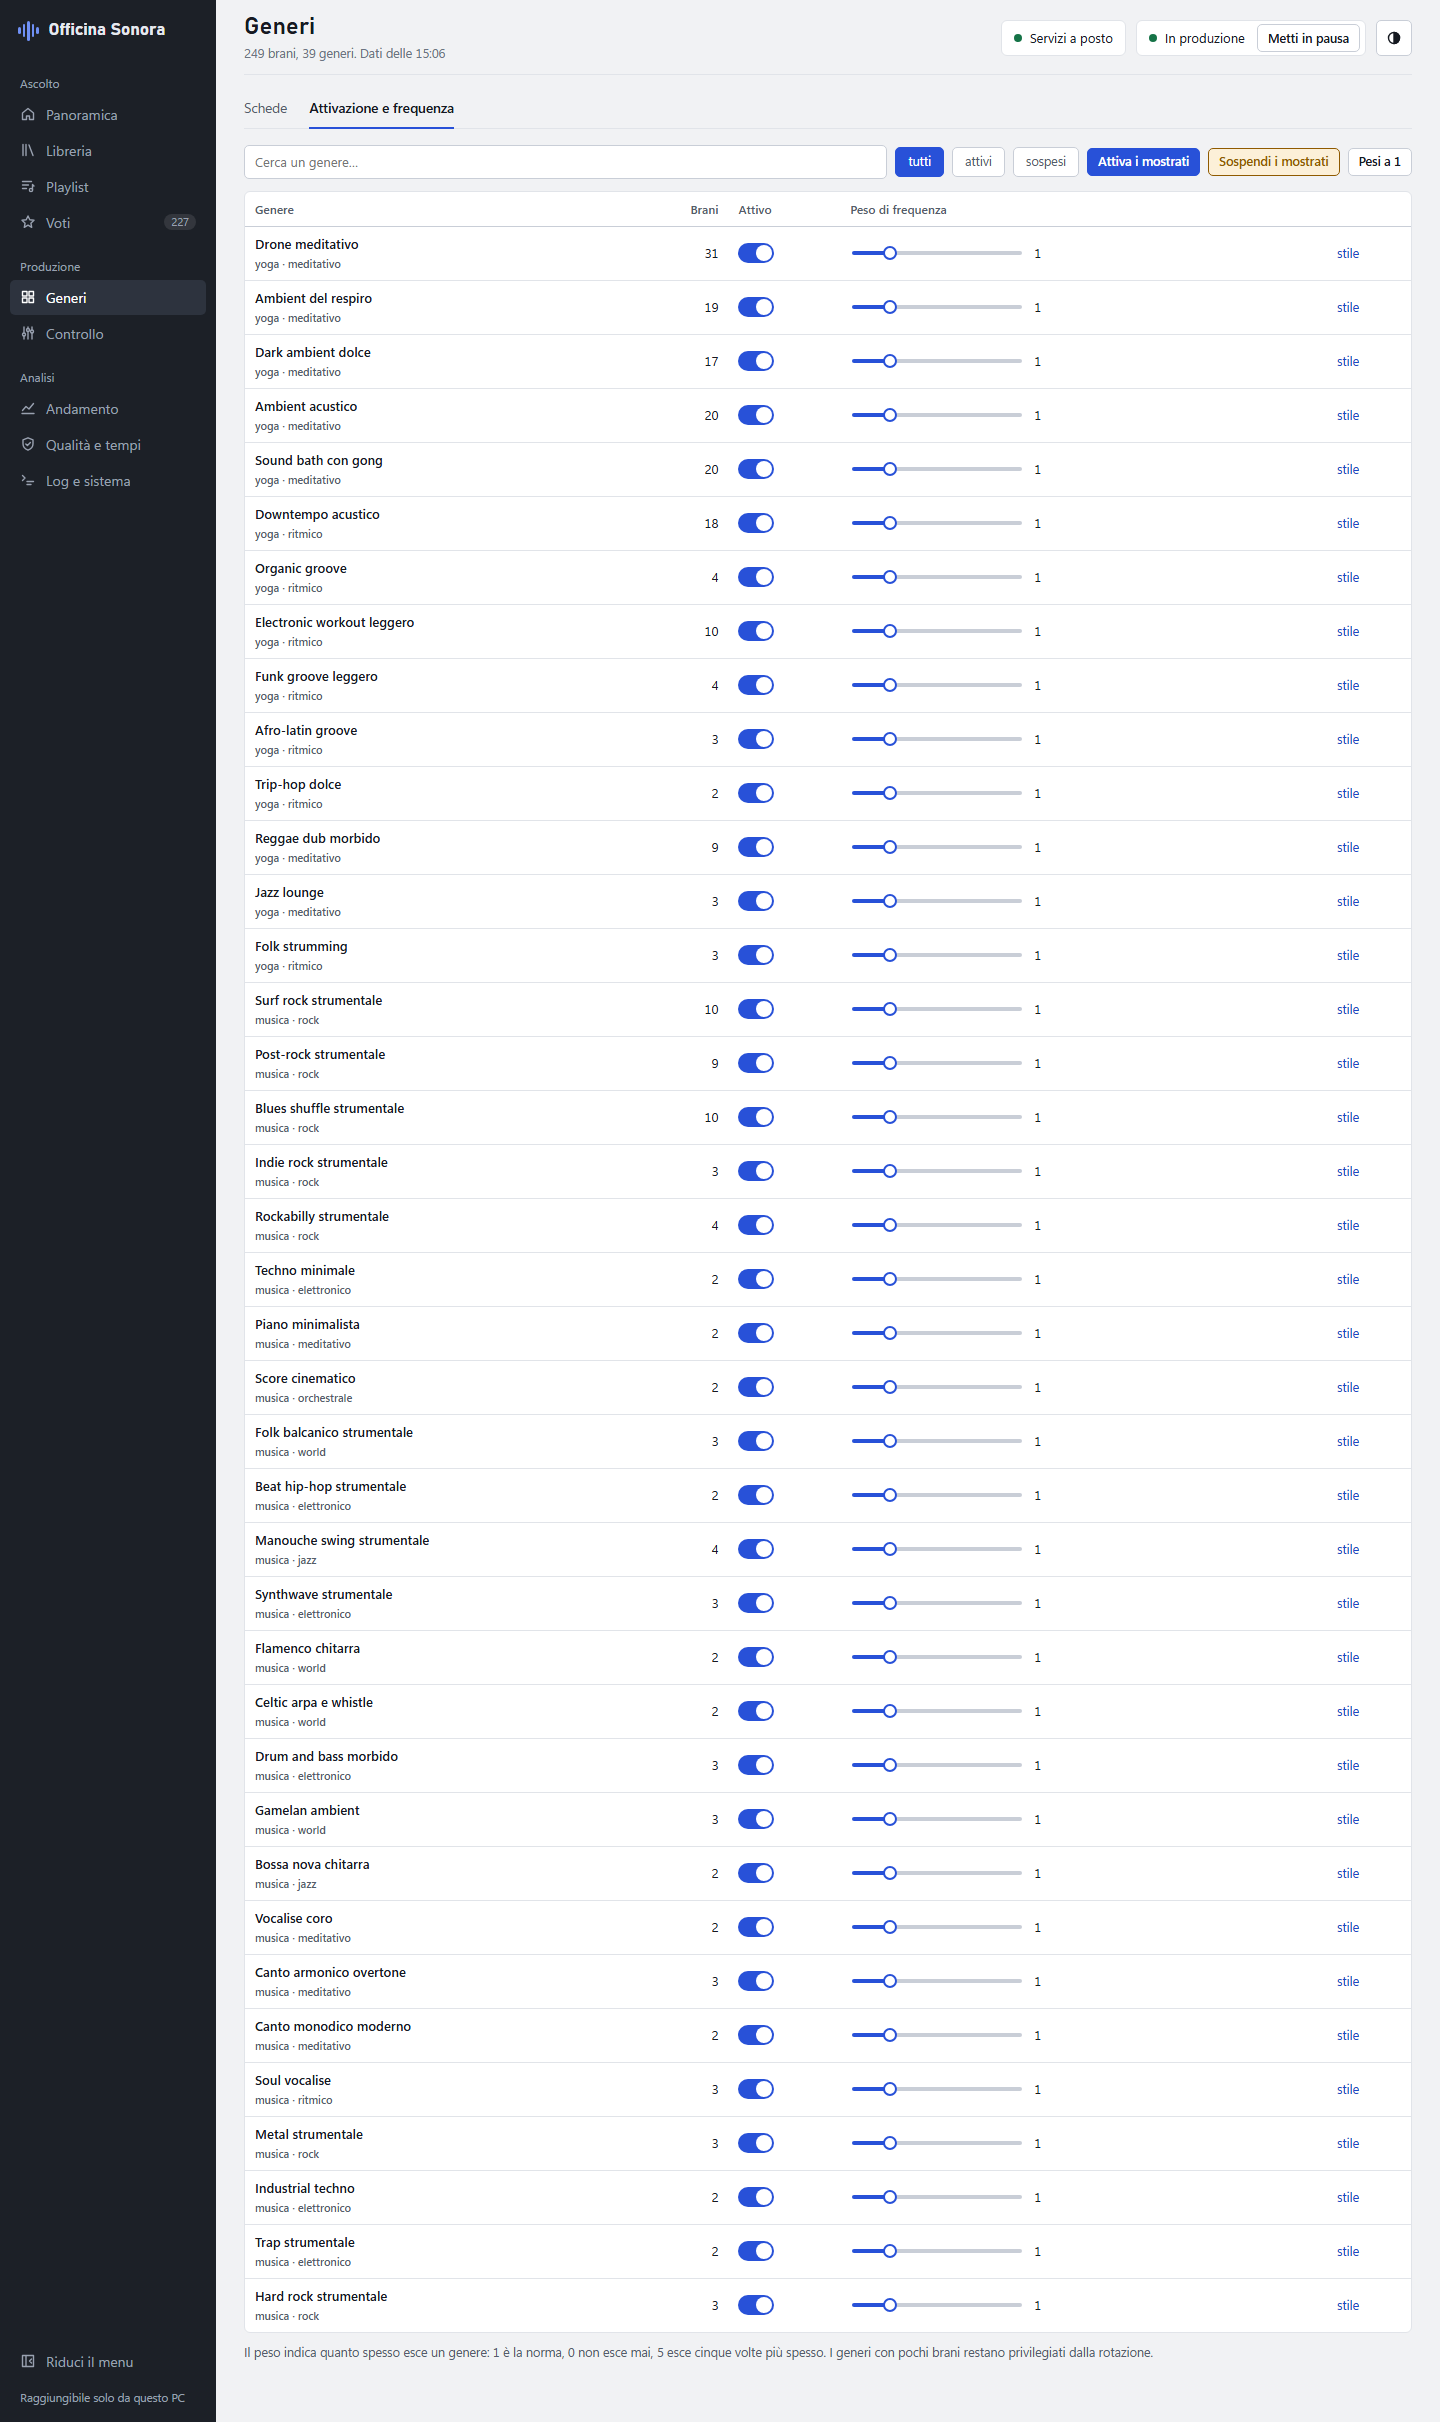 Officina Sonora
Ascolto
Panoramica
Libreria
Playlist
Voti 227
Produzione
Generi
Controllo
Analisi
Andamento
Qualità e tempi
Log e sistema
Riduci il menu
Raggiungibile solo da questo PC
Generi
249 brani, 39 generi. Dati delle 15:06
Servizi a posto
In produzione Metti in pausa
Schede Attivazione e frequenza
Cerca un genere... tutti attivi sospesi Attiva i mostrati Sospendi i mostrati Pesi a 1
Genere Brani Attivo Peso di frequenza
Drone meditativo
yoga · meditativo
31 1 stile
Ambient del respiro
yoga · meditativo
19 1 stile
Dark ambient dolce
yoga · meditativo
17 1 stile
Ambient acustico
yoga · meditativo
20 1 stile
Sound bath con gong
yoga · meditativo
20 1 stile
Downtempo acustico
yoga · ritmico
18 1 stile
Organic groove
yoga · ritmico
4 1 stile
Electronic workout leggero
yoga · ritmico
10 1 stile
Funk groove leggero
yoga · ritmico
4 1 stile
Afro-latin groove
yoga · ritmico
3 1 stile
Trip-hop dolce
yoga · ritmico
2 1 stile
Reggae dub morbido
yoga · meditativo
9 1 stile
Jazz lounge
yoga · meditativo
3 1 stile
Folk strumming
yoga · ritmico
3 1 stile
Surf rock strumentale
musica · rock
10 1 stile
Post-rock strumentale
musica · rock
9 1 stile
Blues shuffle strumentale
musica · rock
10 1 stile
Indie rock strumentale
musica · rock
3 1 stile
Rockabilly strumentale
musica · rock
4 1 stile
Techno minimale
musica · elettronico
2 1 stile
Piano minimalista
musica · meditativo
2 1 stile
Score cinematico
musica · orchestrale
2 1 stile
Folk balcanico strumentale
musica · world
3 1 stile
Beat hip-hop strumentale
musica · elettronico
2 1 stile
Manouche swing strumentale
musica · jazz
4 1 stile
Synthwave strumentale
musica · elettronico
3 1 stile
Flamenco chitarra
musica · world
2 1 stile
Celtic arpa e whistle
musica · world
2 1 stile
Drum and bass morbido
musica · elettronico
3 1 stile
Gamelan ambient
musica · world
3 1 stile
Bossa nova chitarra
musica · jazz
2 1 stile
Vocalise coro
musica · meditativo
2 1 stile
Canto armonico overtone
musica · meditativo
3 1 stile
Canto monodico moderno
musica · meditativo
2 1 stile
Soul vocalise
musica · ritmico
3 1 stile
Metal strumentale
musica · rock
3 1 stile
Industrial techno
musica · elettronico
2 1 stile
Trap strumentale
musica · elettronico
2 1 stile
Hard rock strumentale
musica · rock
3 1 stile
Il peso indica quanto spesso esce un genere: 1 è la norma, 0 non esce mai, 5 esce cinque volte più spesso. I generi con pochi brani restano privilegiati dalla rotazione.